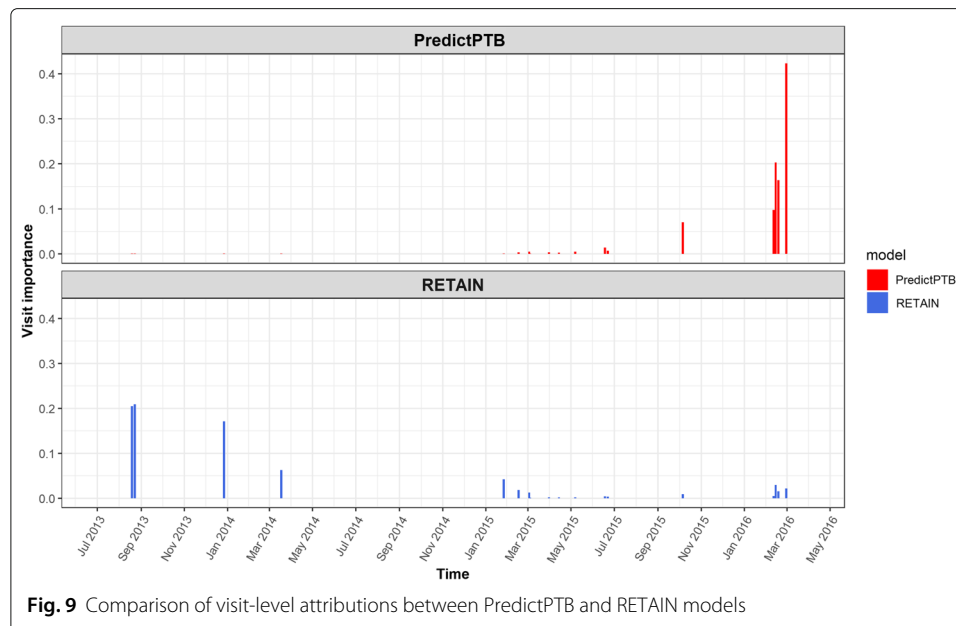 PredictPTB
0.4
0.3
0.2
0.1
0.0
Visit importance
RETAIN
0.4
0.3
0.2
0.1
0.0
Jul 2013
Sep 2013
Nov 2013
Jan 2014
Mar 2014
May 2014
Jul 2014
Sep 2014
Nov 2014
Jan 2015
Mar 2015
May 2015
Jul 2015
Sep 2015
Nov 2015
Jan 2016
Mar 2016
May 2016
Time
model
PredictPTB
RETAIN
Fig. 9 Comparison of visit-level attributions between PredictPTB and RETAIN models